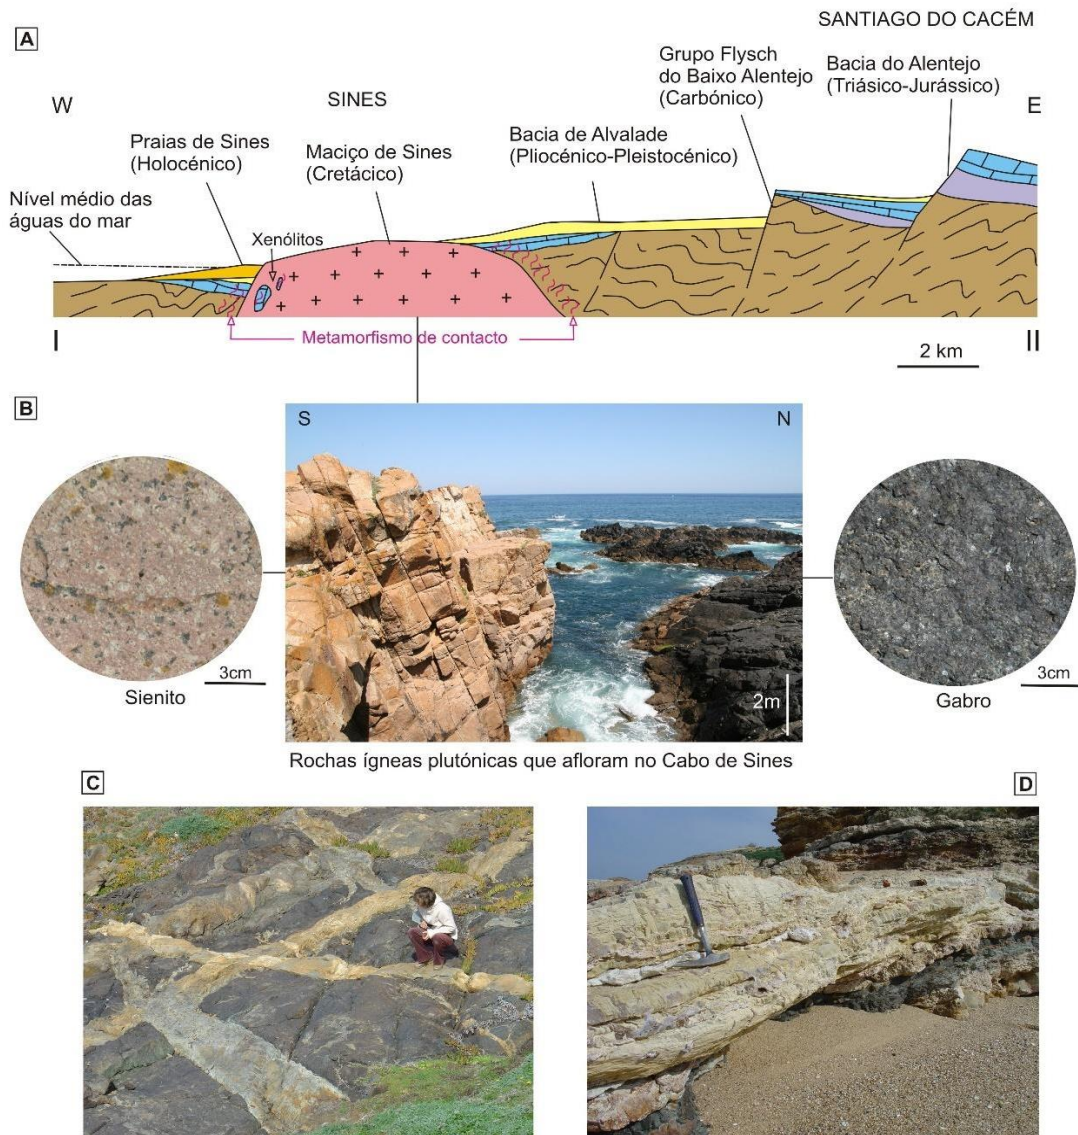 A
SANTIAGO DO CACÉM
Grupo Flysch
do Baixo Alentejo
(Carbónico)
Bacia do Alentejo
(Triásico-Jurássico)
W
SINES
E
Praias de Sines
(Holocénico)
Maciço de Sines
(Cretácico)
Bacia de Alvalade
(Pliocénico-Pleistocénico)
Nível médio das
águas do mar
Xenólitos
Metamorfismo de contacto
I
II
2 km
B
S
N
3cm
Sienito
2m
3cm
Gabro
Rochas ígneas plutónicas que afloram no Cabo de Sines
C
D